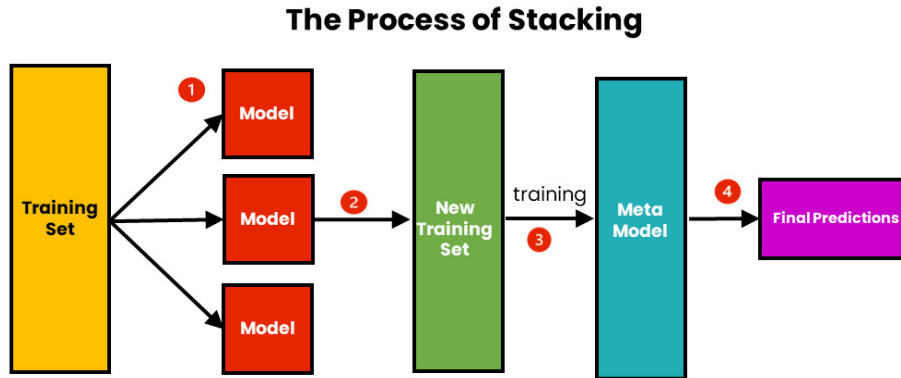 The Process of Stacking
1
Model
Training
Set
Model
2
New
Training
Set
training
3
Meta
Model
4
Final Predictions
Model